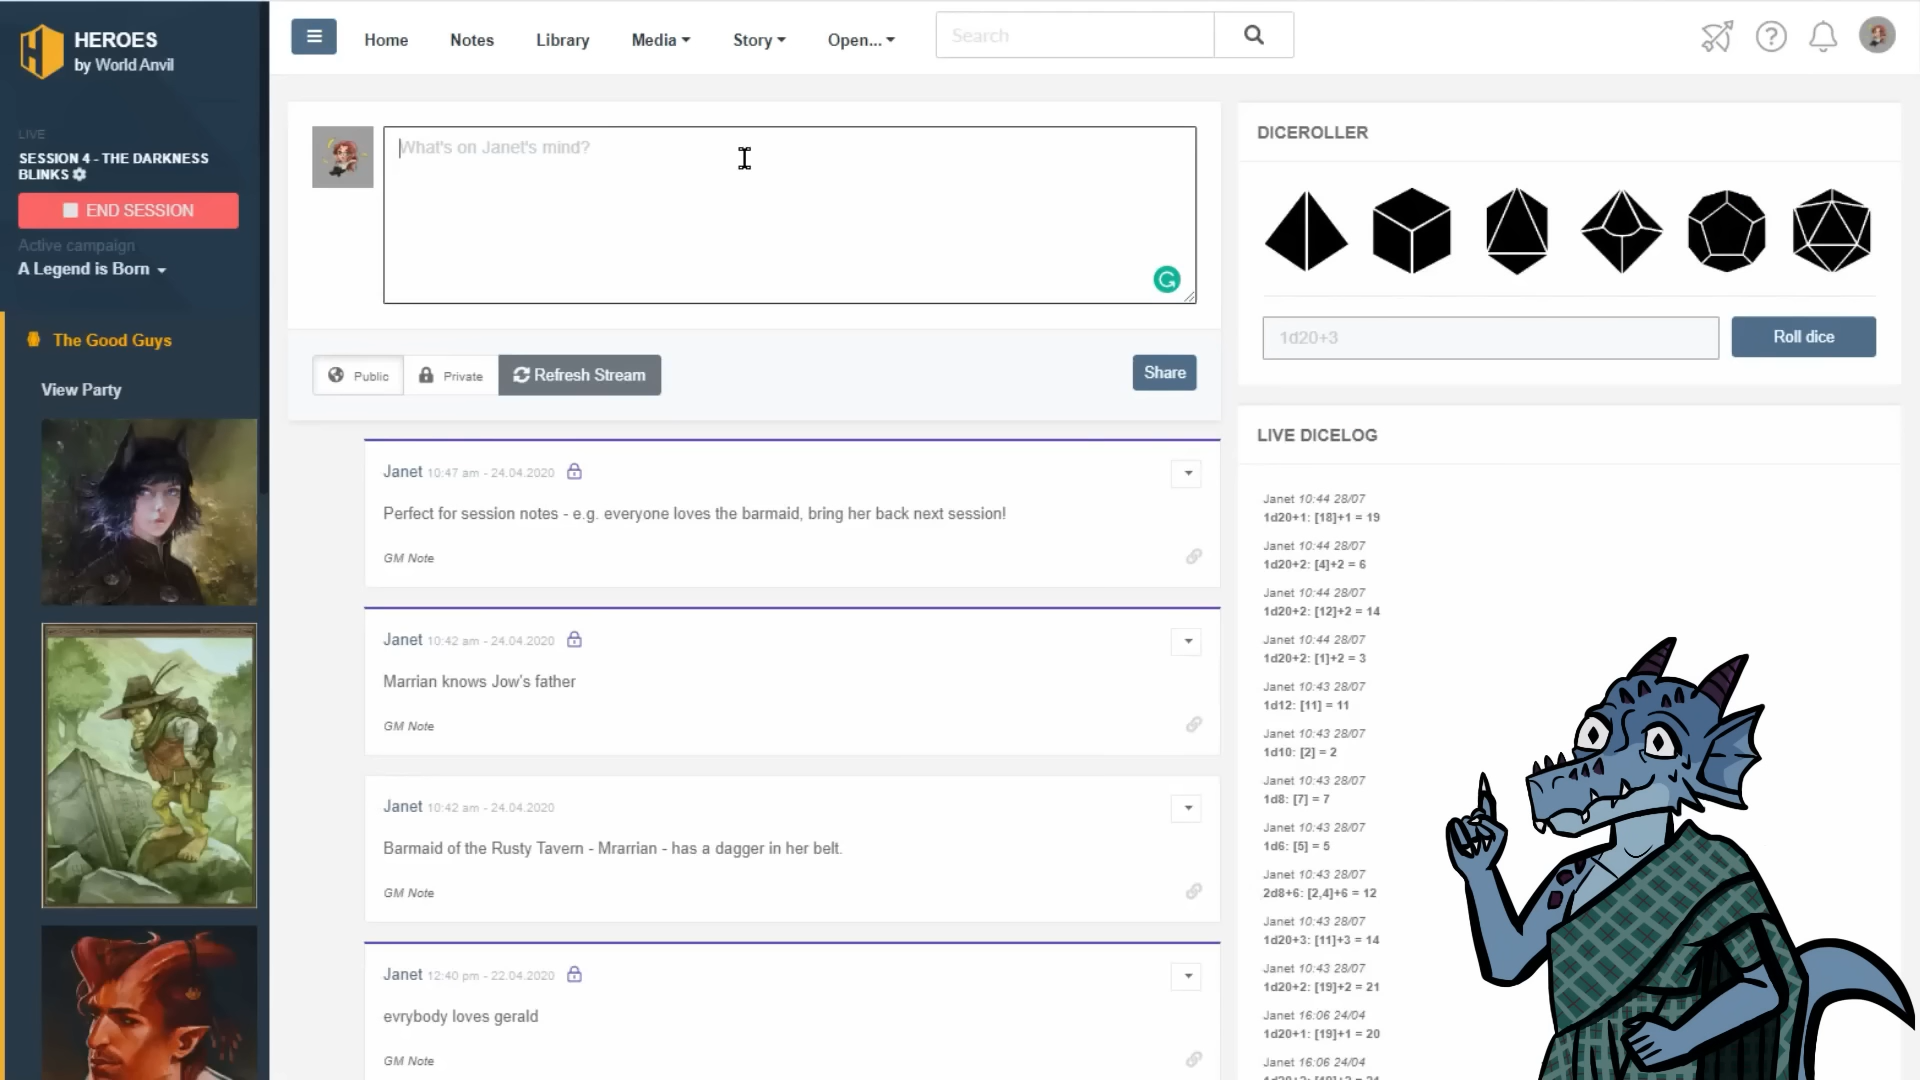 HEROES
by World Anvil
LIVE
SESSION 4 - THE DARKNESS
BLINKS
END SESSION
Active campaign
A Legend is Born
The Good Guys
View Party
Home
Notes
Library
Media
Story
Open...
Search
What's on Janet's mind?
Public
Private
Refresh Stream
Share
Janet 10:47 am - 24.04.2020
Perfect for session notes - e.g. everyone loves the barmaid, bring her back next session!
GM Note
Janet 10:42 am - 24.04.2020
Marrian knows Jow's father
GM Note
Janet 10:42 am - 24.04.2020
Barmaid of the Rusty Tavern - Mrarrian - has a dagger in her belt.
GM Note
Janet 12:40 pm - 22.04.2020
evrybody loves gerald
GM Note
DICEROLLER
1d20+3
Roll dice
LIVE DICELOG
Janet 10:44 28/07
1d20+1: [18]+1 = 19
Janet 10:44 28/07
1d20+2: [4]+2 = 6
Janet 10:44 28/07
1d20+2: [12]+2 = 14
Janet 10:44 28/07
1d20+2: [1]+2 = 3
Janet 10:43 28/07
1d12: [11] = 11
Janet 10:43 28/07
1d10: [2] = 2
Janet 10:43 28/07
1d8: [7] = 7
Janet 10:43 28/07
1d6: [5] = 5
Janet 10:43 28/07
2d8+6: [2,4]+6 = 12
Janet 10:43 28/07
1d20+3: [11]+3 = 14
Janet 10:43 28/07
1d20+2: [19]+2 = 21
Janet 16:06 24/04
1d20+1: [19]+1 = 20
Janet 16:06 24/04